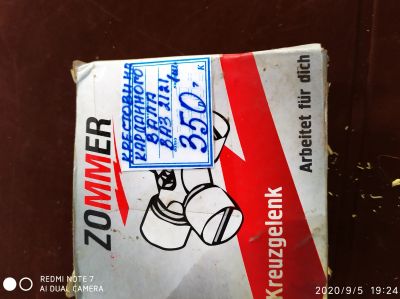 ZOMMER
КРЕСТОВИНА
КАРДАННОГО
ВАЛА
ВАЗ 2121
350
к
Kreuzgelenk
Arbeitet für dich
REDMI NOTE 7
AI DUAL CAMERA
2020/9/5 19:24